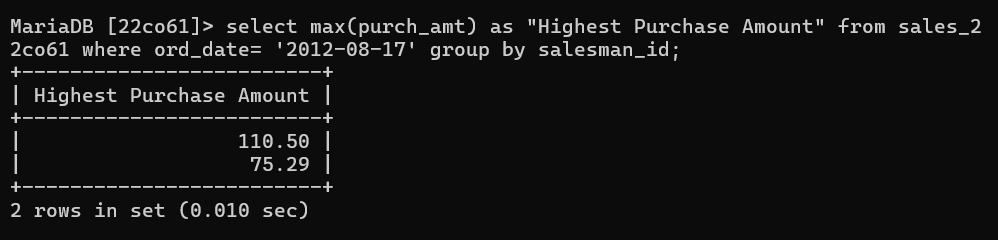 MariaDB [22co61]> select max(purch_amt) as "Highest Purchase Amount" from sales_2
2co61 where ord_date= '2012-08-17' group by salesman_id;
+-------------------------+
| Highest Purchase Amount |
+-------------------------+
|                  110.50 |
|                   75.29 |
+-------------------------+
2 rows in set (0.010 sec)